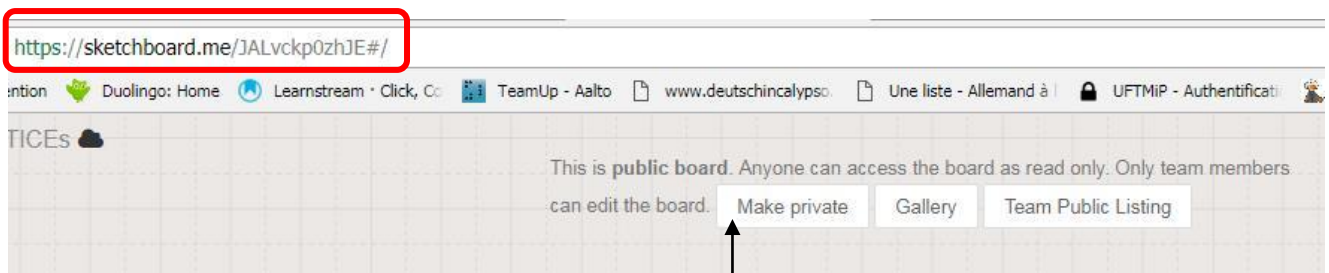 https://sketchboard.me/JALvckp0zhJE#/
ention Duolingo: Home Learnstream · Click, Co TeamUp - Aalto www.deutschincalypso. Une liste - Allemand à l UFTMiP - Authentificati
TICEs
This is public board. Anyone can access the board as read only. Only team members
can edit the board. Make private Gallery Team Public Listing